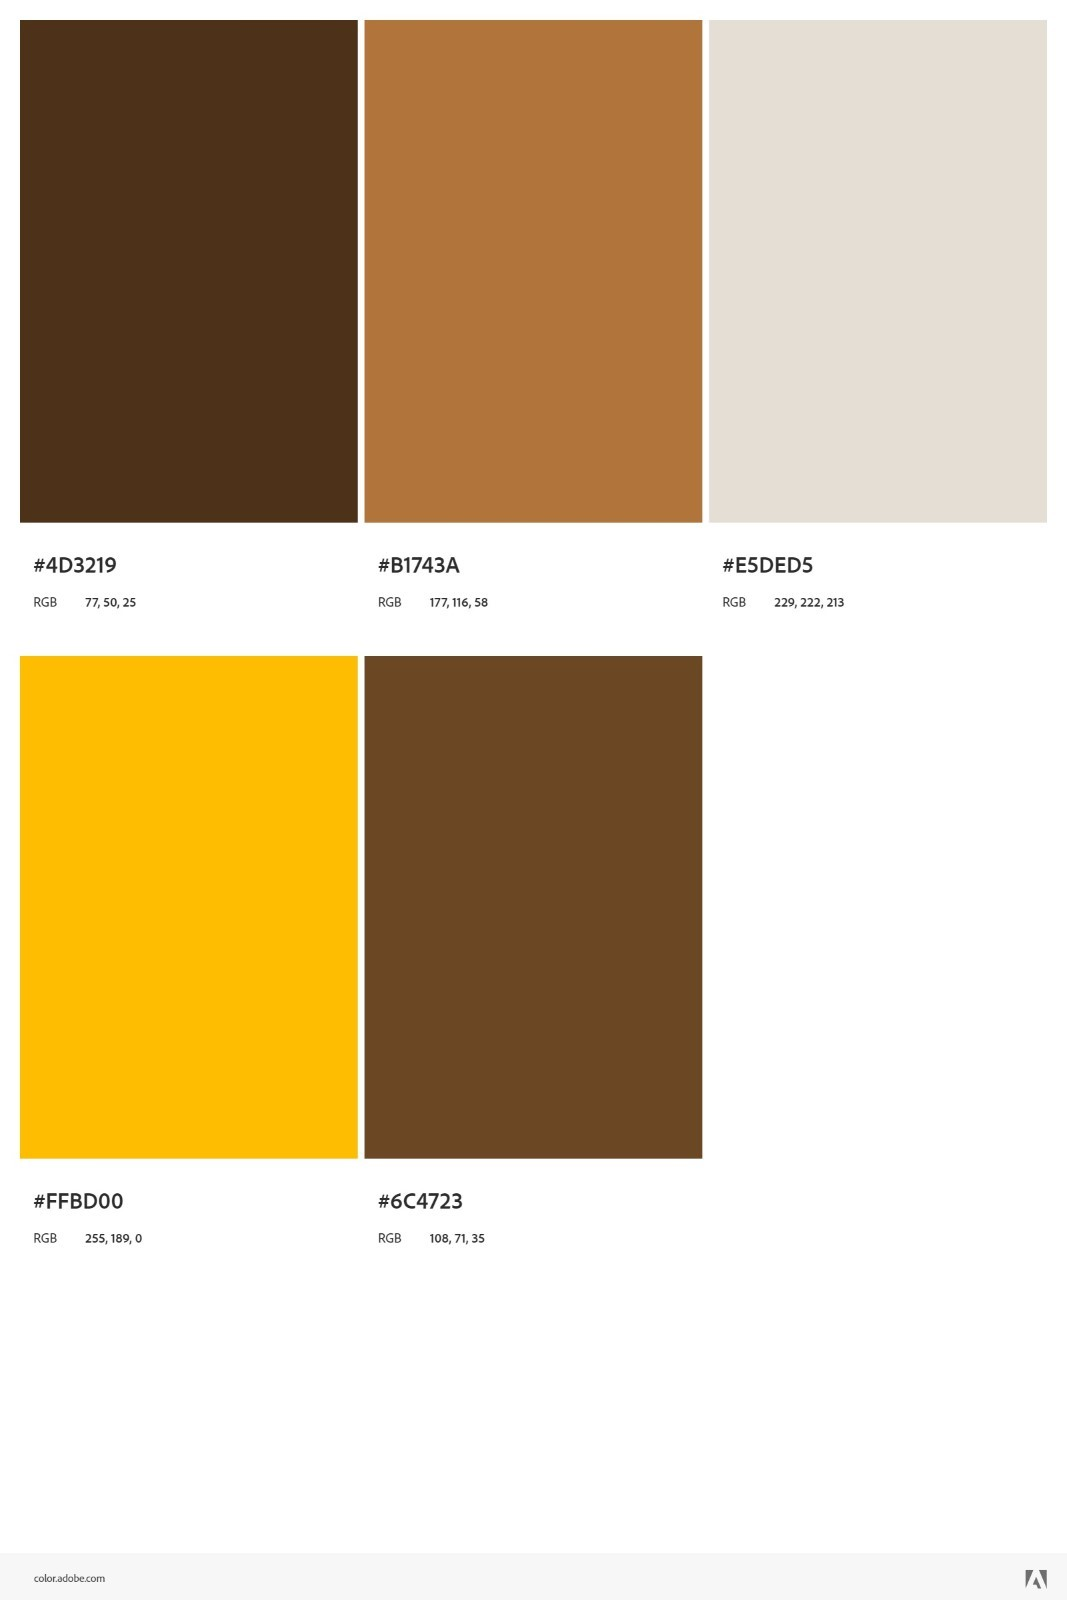 #4D3219 #B1743A #E5DED5
RGB 77, 50, 25 RGB 177, 116, 58 RGB 229, 222, 213
#FFBD00 #6C4723
RGB 255, 189, 0 RGB 108, 71, 35
color.adobe.com